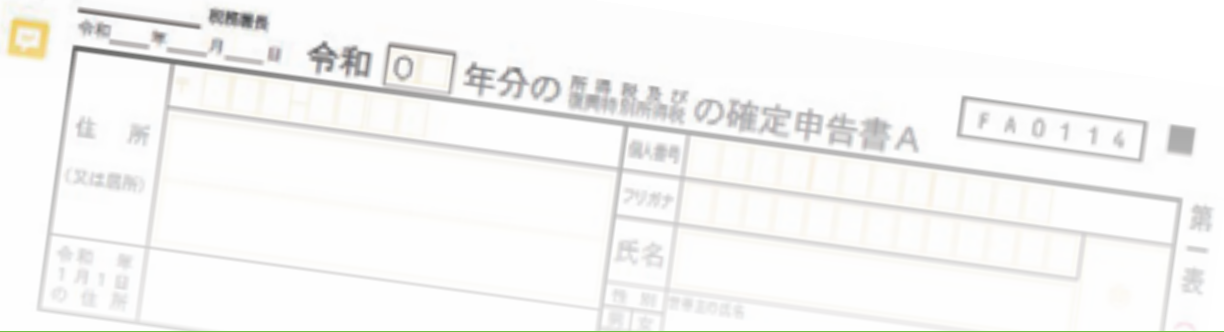 税務署長
令和 年 月 日
令和 0 年分の 所得税及び の確定申告書A
復興特別所得税
FA0114
〒
住所
(又は居所)
個人番号
フリガナ
氏名
性別
男 女
世帯主の氏名
令和 年
1月1日
の住所
第一表